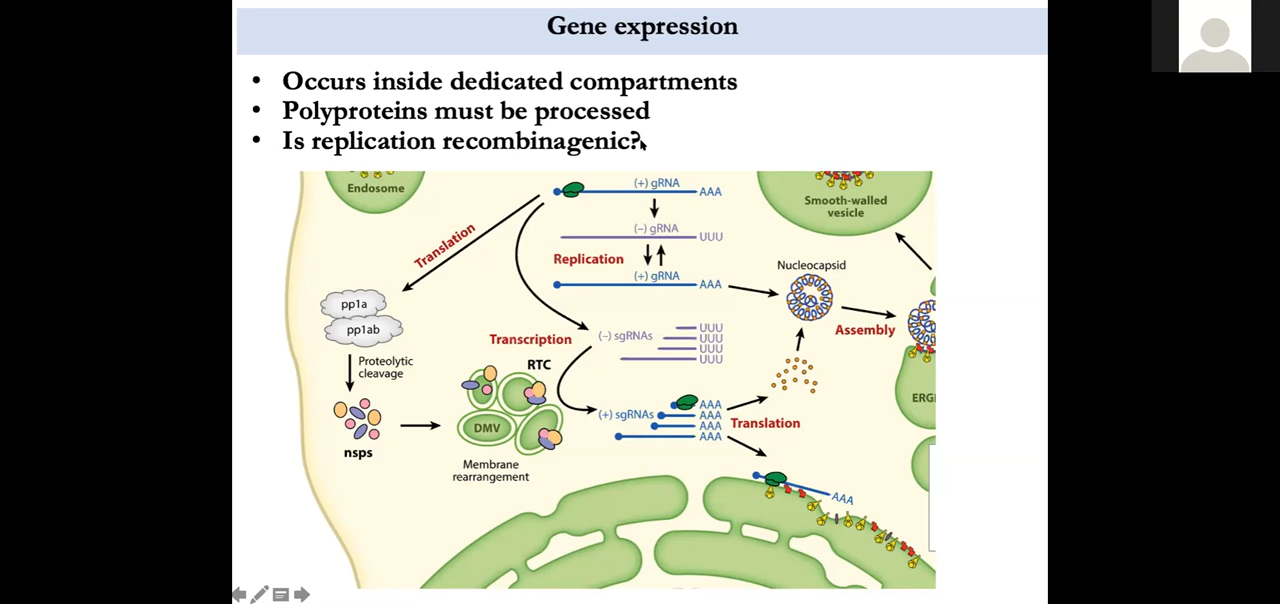 Gene expression
• Occurs inside dedicated compartments
• Polyproteins must be processed
• Is replication recombinagenic?
Endosome
(+) gRNA
AAA
Smooth-walled
vesicle
Translation
(−) gRNA
UUU
Replication
(+) gRNA
AAA
Nucleocapsid
pp1a
pp1ab
Assembly
Transcription
(−) sgRNAs
UUU
UUU
UUU
UUU
Proteolytic
cleavage
RTC
(+) sgRNAs
AAA
AAA
AAA
AAA
Translation
ERGI
DMV
nsps
Membrane
rearrangement
AAA